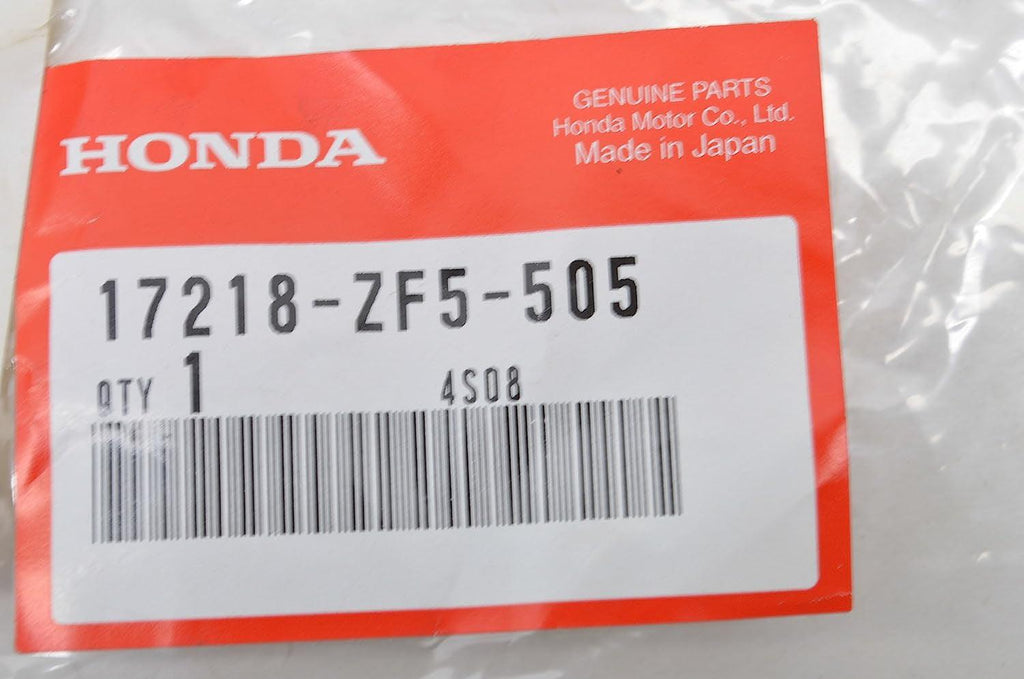 HONDA
GENUINE PARTS
Honda Motor Co., Ltd.
Made in Japan
17218-ZF5-505
QTY 1 4S08